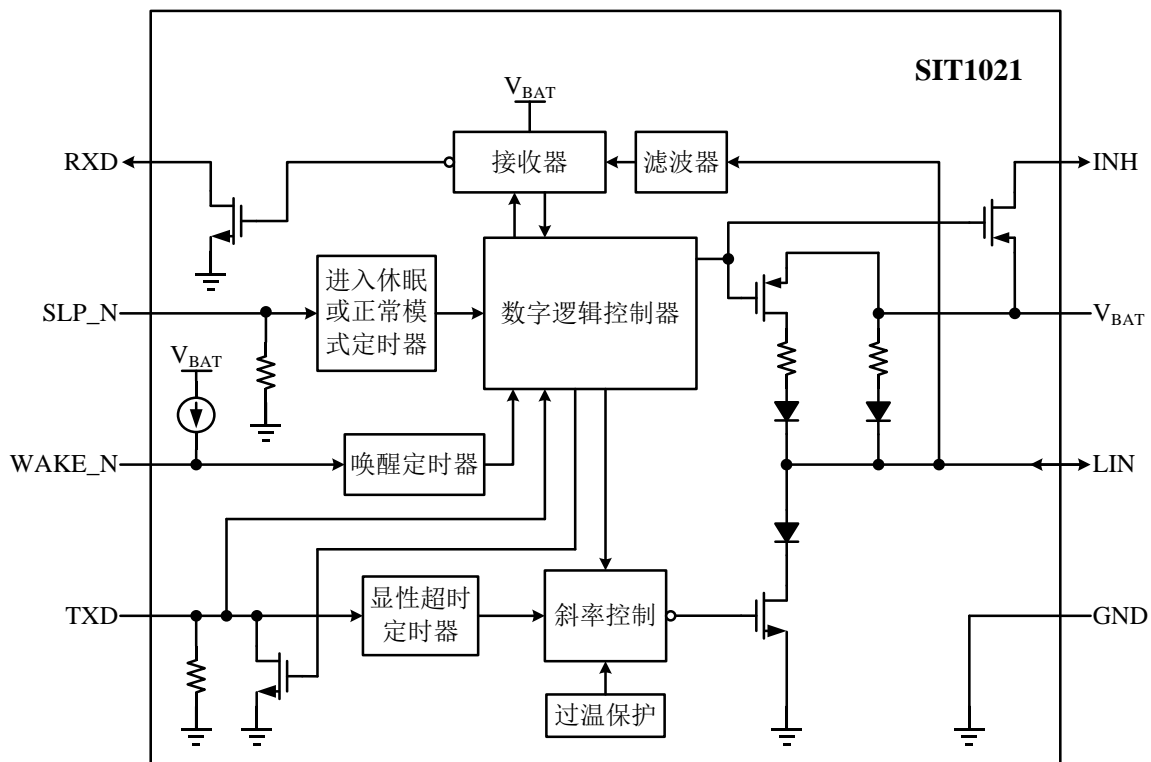 SIT1021
V_BAT
RXD
接收器
滤波器
INH
进入休眠
或正常模
式定时器
SLP_N
数字逻辑控制器
V_BAT
V_BAT
WAKE_N
唤醒定时器
LIN
TXD
显性超时
定时器
斜率控制
GND
过温保护